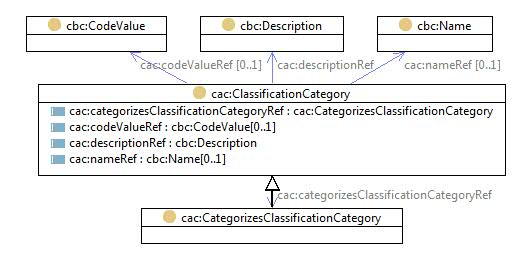 cbc:CodeValue
cbc:Description
cbc:Name
cac:codeValueRef [0..1]
cac:descriptionRef
cac:nameRef [0..1]
cac:ClassificationCategory
cac:categorizesClassificationCategoryRef : cac:CategorizesClassificationCategory
cac:codeValueRef : cbc:CodeValue[0..1]
cac:descriptionRef : cbc:Description
cac:nameRef : cbc:Name[0..1]
cac:categorizesClassificationCategoryRef
cac:CategorizesClassificationCategory